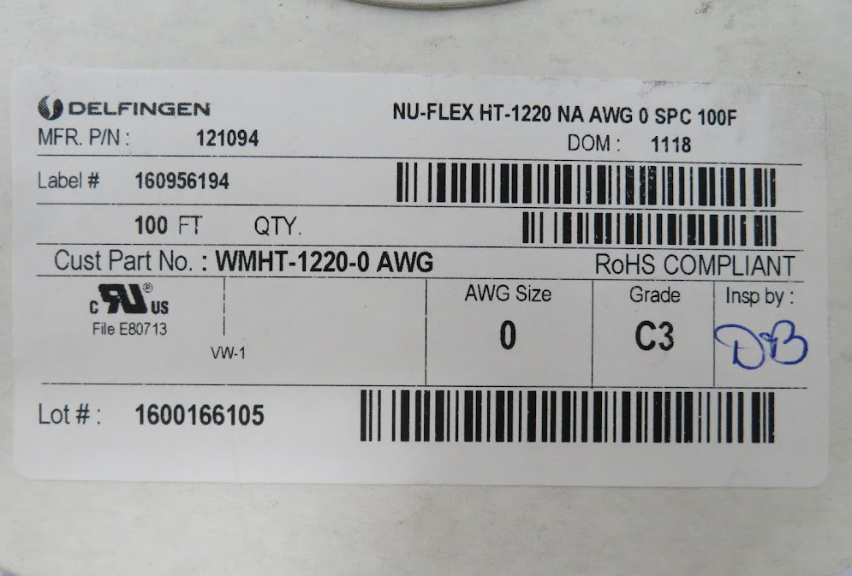 DELFINGEN
NU-FLEX HT-1220 NA AWG 0 SPC 100F
MFR. P/N : 121094
DOM : 1118
Label # 160956194
100 FT QTY.
Cust Part No. : WMHT-1220-0 AWG
RoHS COMPLIANT
c RU ® US
File E80713
VW-1
AWG Size
0
Grade
C3
Insp by :
DB
Lot # : 1600166105